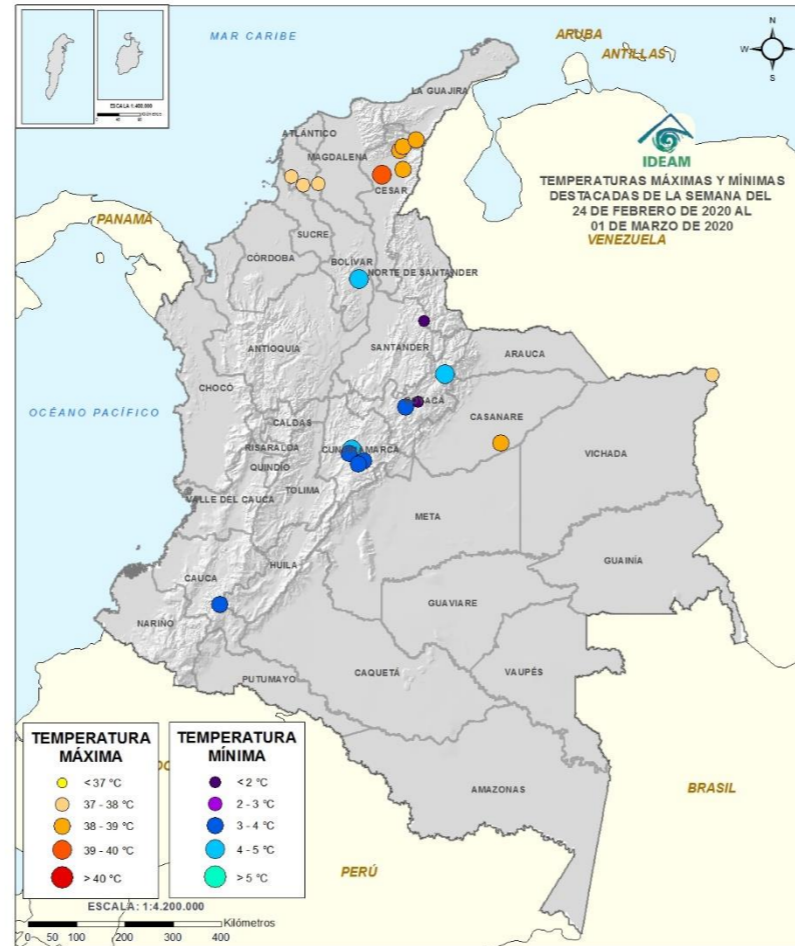 ESCALA 1:400.000
MAR CARIBE
ARUBA
ANTILLAS
N
W
S
LA GUAJIRA
ATLÁNTICO
MAGDALENA
CESAR
IDEAM
TEMPERATURAS MÁXIMAS Y MÍNIMAS
DESTACADAS DE LA SEMANA DEL
24 DE FEBRERO DE 2020 AL
01 DE MARZO DE 2020
VENEZUELA
PANAMÁ
SUCRE
CÓRDOBA
BOLÍVAR
NORTE DE SANTANDER
ANTIOQUIA
SANTANDER
ARAUCA
CHOCÓ
OCÉANO PACÍFICO
CALDAS
CASANARE
RISARALDA
VICHADA
QUINDÍO
TOLIMA
VALLE DEL CAUCA
META
GUAINÍA
CAUCA
HUILA
GUAVIARE
NARIÑO
CAQUETÁ
VAUPÉS
PUTUMAYO
AMAZONAS
BRASIL
PERÚ
TEMPERATURA
MÁXIMA
< 37 °C
37 - 38 °C
38 - 39 °C
39 - 40 °C
> 40 °C
TEMPERATURA
MÍNIMA
< 2 °C
2 - 3 °C
3 - 4 °C
4 - 5 °C
> 5 °C
ESCALA: 1:4.200.000
Kilómetros
0 50 100 200 300 400